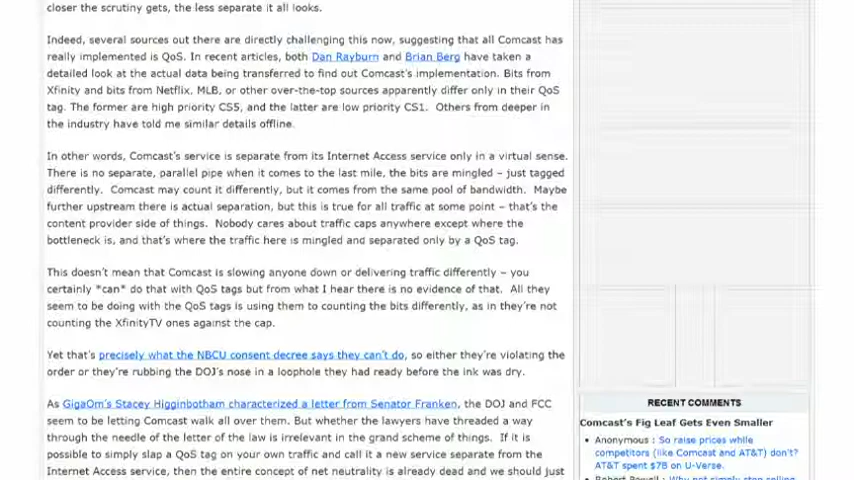 closer the scrutiny gets, the less separate it all looks.
Indeed, several sources out there are directly challenging this now, suggesting that all Comcast has
really implemented is QoS. In recent articles, both Dan Rayburn and Brian Berg have taken a
detailed look at the actual data being transferred to find out Comcast's implementation. Bits from
Xfinity and bits from Netflix, MLB, or other over-the-top sources apparently differ only in their QoS
tag. The former are high priority CS5, and the latter are low priority CS1. Others from deeper in
the industry have told me similar details offline.
In other words, Comcast's service is separate from its Internet Access service only in a virtual sense.
There is no separate, parallel pipe when it comes to the last mile, the bits are mingled – just tagged
differently. Comcast may count it differently, but it comes from the same pool of bandwidth. Maybe
further upstream there is actual separation, but this is true for all traffic at some point – that's the
content provider side of things. Nobody cares about traffic caps anywhere except where the
bottleneck is, and that's where the traffic here is mingled and separated only by a QoS tag.
This doesn't mean that Comcast is slowing anyone down or delivering traffic differently – you
certainly *can* do that with QoS tags but from what I hear there is no evidence of that. All they
seem to be doing with the QoS tags is using them to counting the bits differently, as in they're not
counting the XfinityTV ones against the cap.
Yet that's precisely what the NBCU consent decree says they can't do, so either they're violating the
order or they're rubbing the DOJ's nose in a loophole they had ready before the ink was dry.
As GigaOm's Stacey Higginbotham characterized a letter from Senator Franken, the DOJ and FCC
seem to be letting Comcast walk all over them. But whether the lawyers have threaded a way
through the needle of the letter of the law is irrelevant in the grand scheme of things. If it is
possible to simply slap a QoS tag on your own traffic and call it a new service separate from the
Internet Access service, then the entire concept of net neutrality is already dead and we should just
RECENT COMMENTS
Comcast's Fig Leaf Gets Even Smaller
• Anonymous : So raise prices while
competitors (like Comcast and AT&T) don't?
AT&T spent $7B on U-Verse.